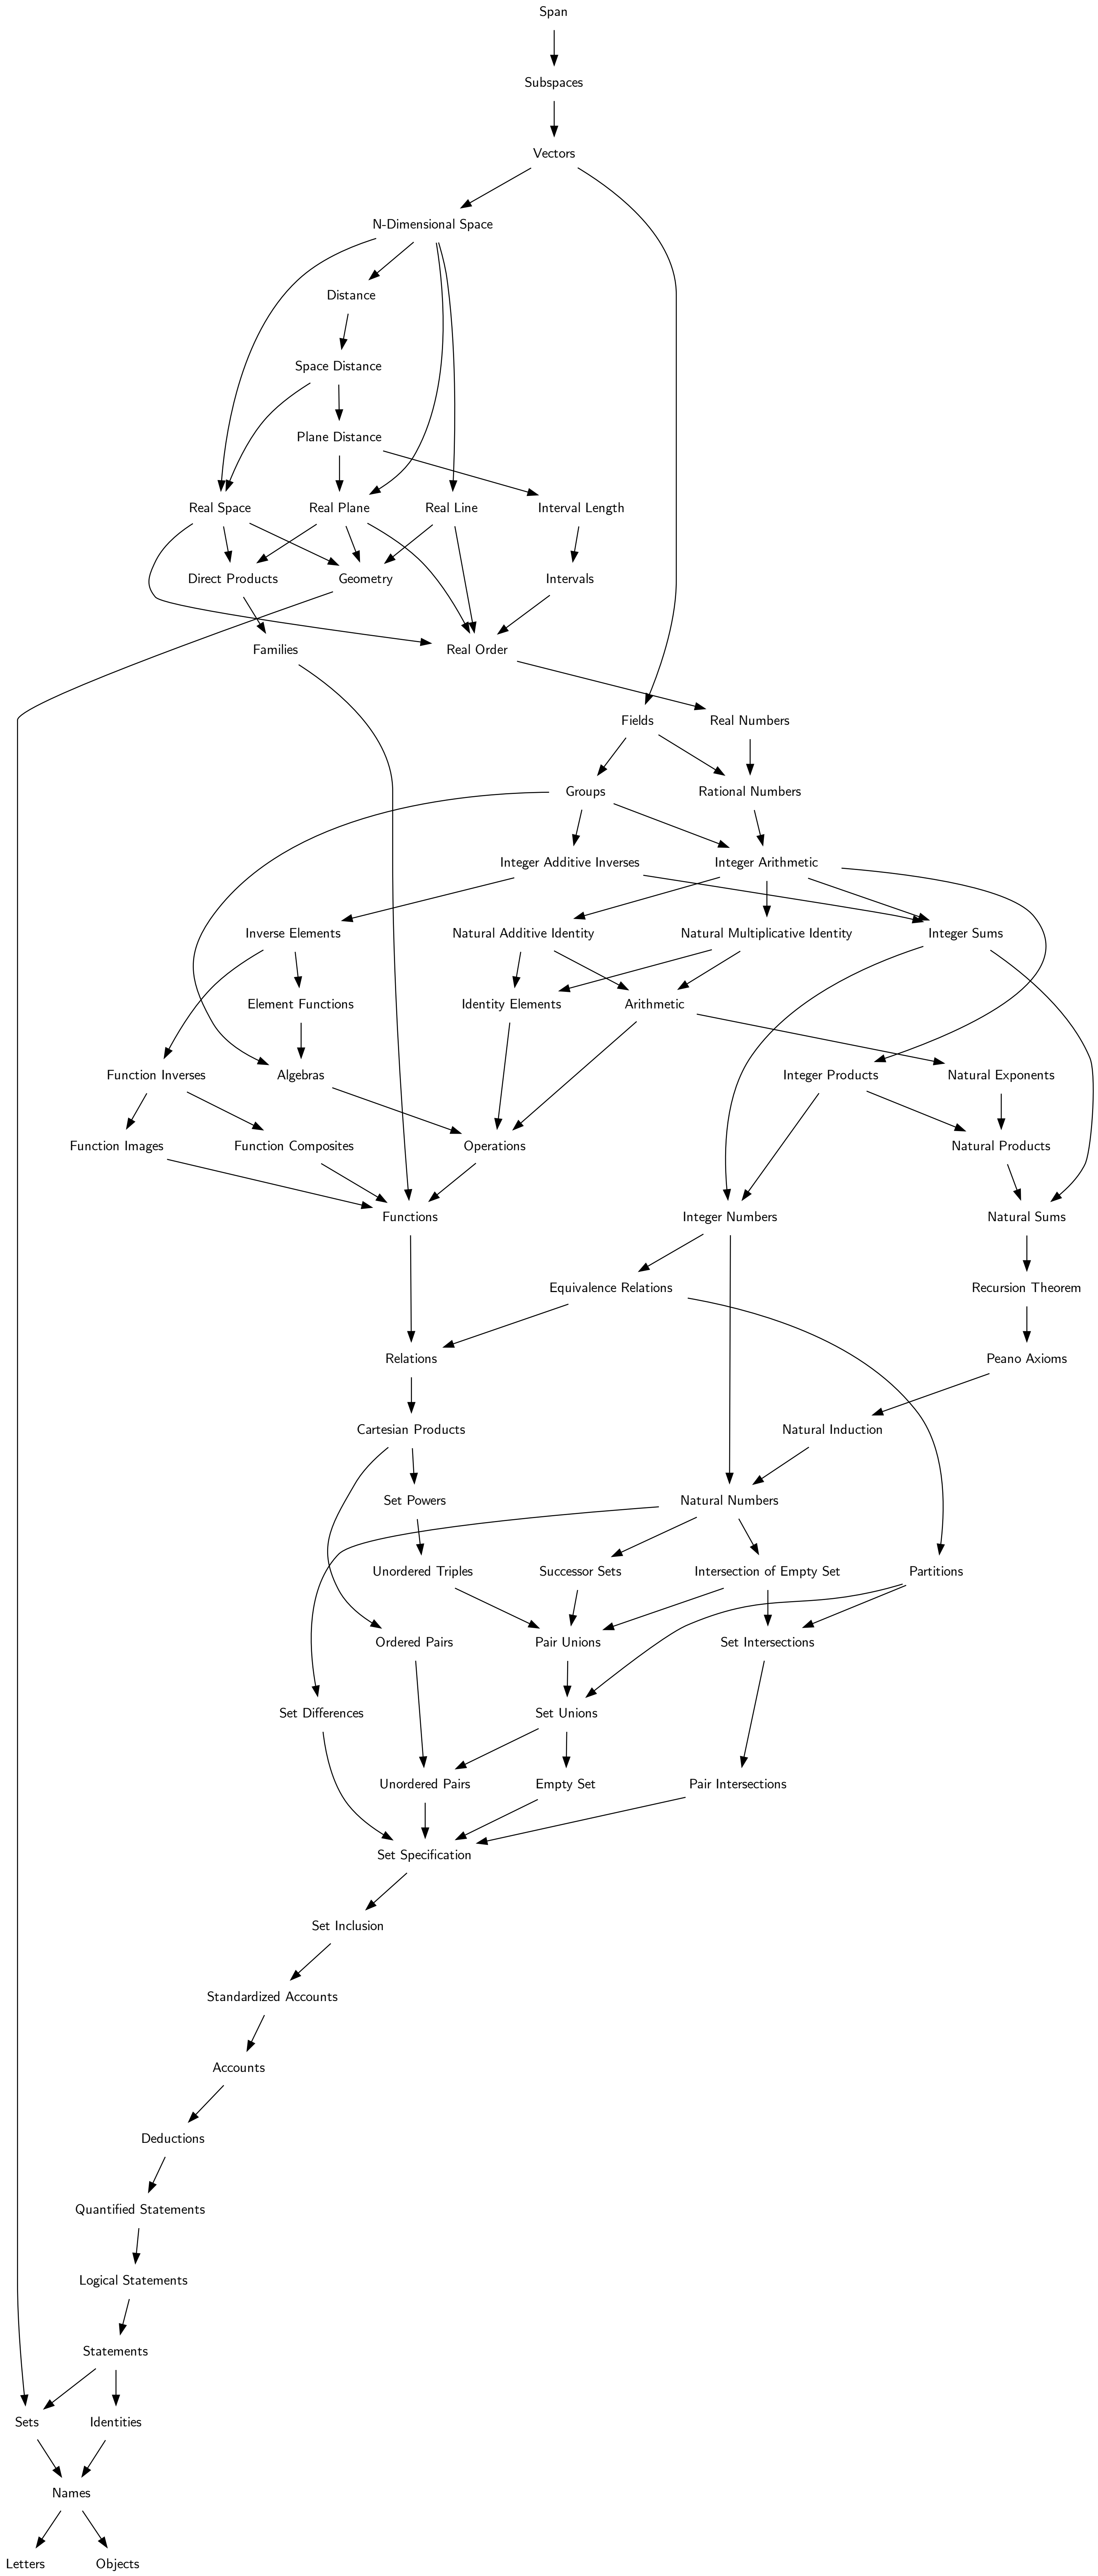 Span
Subspaces
Vectors
N-Dimensional Space
Distance
Space Distance
Plane Distance
Real Space
Real Plane
Real Line
Interval Length
Direct Products
Geometry
Intervals
Families
Real Order
Fields
Real Numbers
Groups
Rational Numbers
Integer Additive Inverses
Integer Arithmetic
Inverse Elements
Natural Additive Identity
Natural Multiplicative Identity
Integer Sums
Element Functions
Identity Elements
Arithmetic
Function Inverses
Algebras
Integer Products
Natural Exponents
Function Images
Function Composites
Operations
Natural Products
Functions
Integer Numbers
Natural Sums
Equivalence Relations
Recursion Theorem
Relations
Peano Axioms
Cartesian Products
Natural Induction
Set Powers
Natural Numbers
Unordered Triples
Successor Sets
Intersection of Empty Set
Partitions
Ordered Pairs
Pair Unions
Set Intersections
Set Differences
Set Unions
Unordered Pairs
Empty Set
Pair Intersections
Set Specification
Set Inclusion
Standardized Accounts
Accounts
Deductions
Quantified Statements
Logical Statements
Statements
Sets
Identities
Names
Letters
Objects